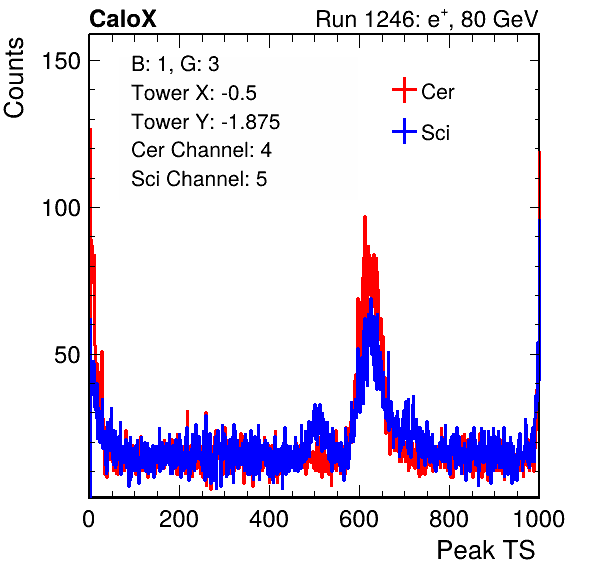 CaloX Run 1246: e⁺, 80 GeV
Counts
150
100
50
B: 1, G: 3
Tower X: -0.5
Tower Y: -1.875
Cer Channel: 4
Sci Channel: 5
Cer
Sci
0 200 400 600 800 1000
Peak TS